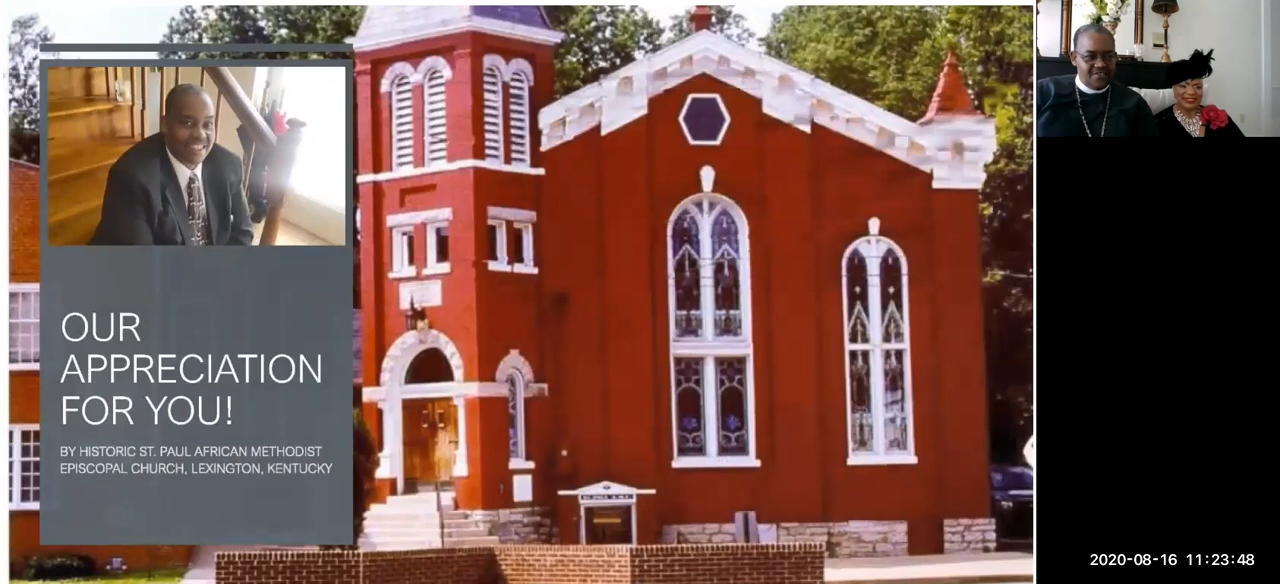 OUR
APPRECIATION
FOR YOU!
BY HISTORIC ST. PAUL AFRICAN METHODIST
EPISCOPAL CHURCH, LEXINGTON, KENTUCKY
2020-08-16 11:23:48